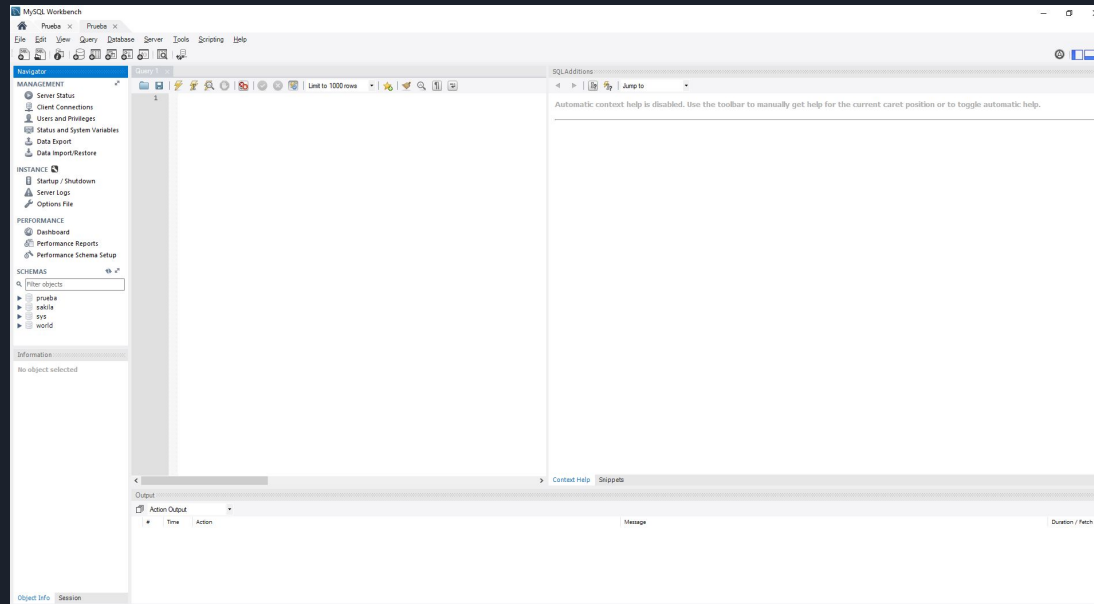 MySQL Workbench
Prueba × Prueba ×
File Edit View Query Database Server Tools Scripting Help
Navigator
MANAGEMENT
Server Status
Client Connections
Users and Privileges
Status and System Variables
Data Export
Data Import/Restore
INSTANCE
Startup / Shutdown
Server Logs
Options File
PERFORMANCE
Dashboard
Performance Reports
Performance Schema Setup
SCHEMAS
Filter objects
prueba
sakila
sys
world
Information
No object selected
Object Info Session
Query 1 ×
Limit to 1000 rows
1
SQLAdditions
Jump to
Automatic context help is disabled. Use the toolbar to manually get help for the current caret position or to toggle automatic help.
Context Help Snippets
Output
Action Output
# Time Action Message Duration / Fetch